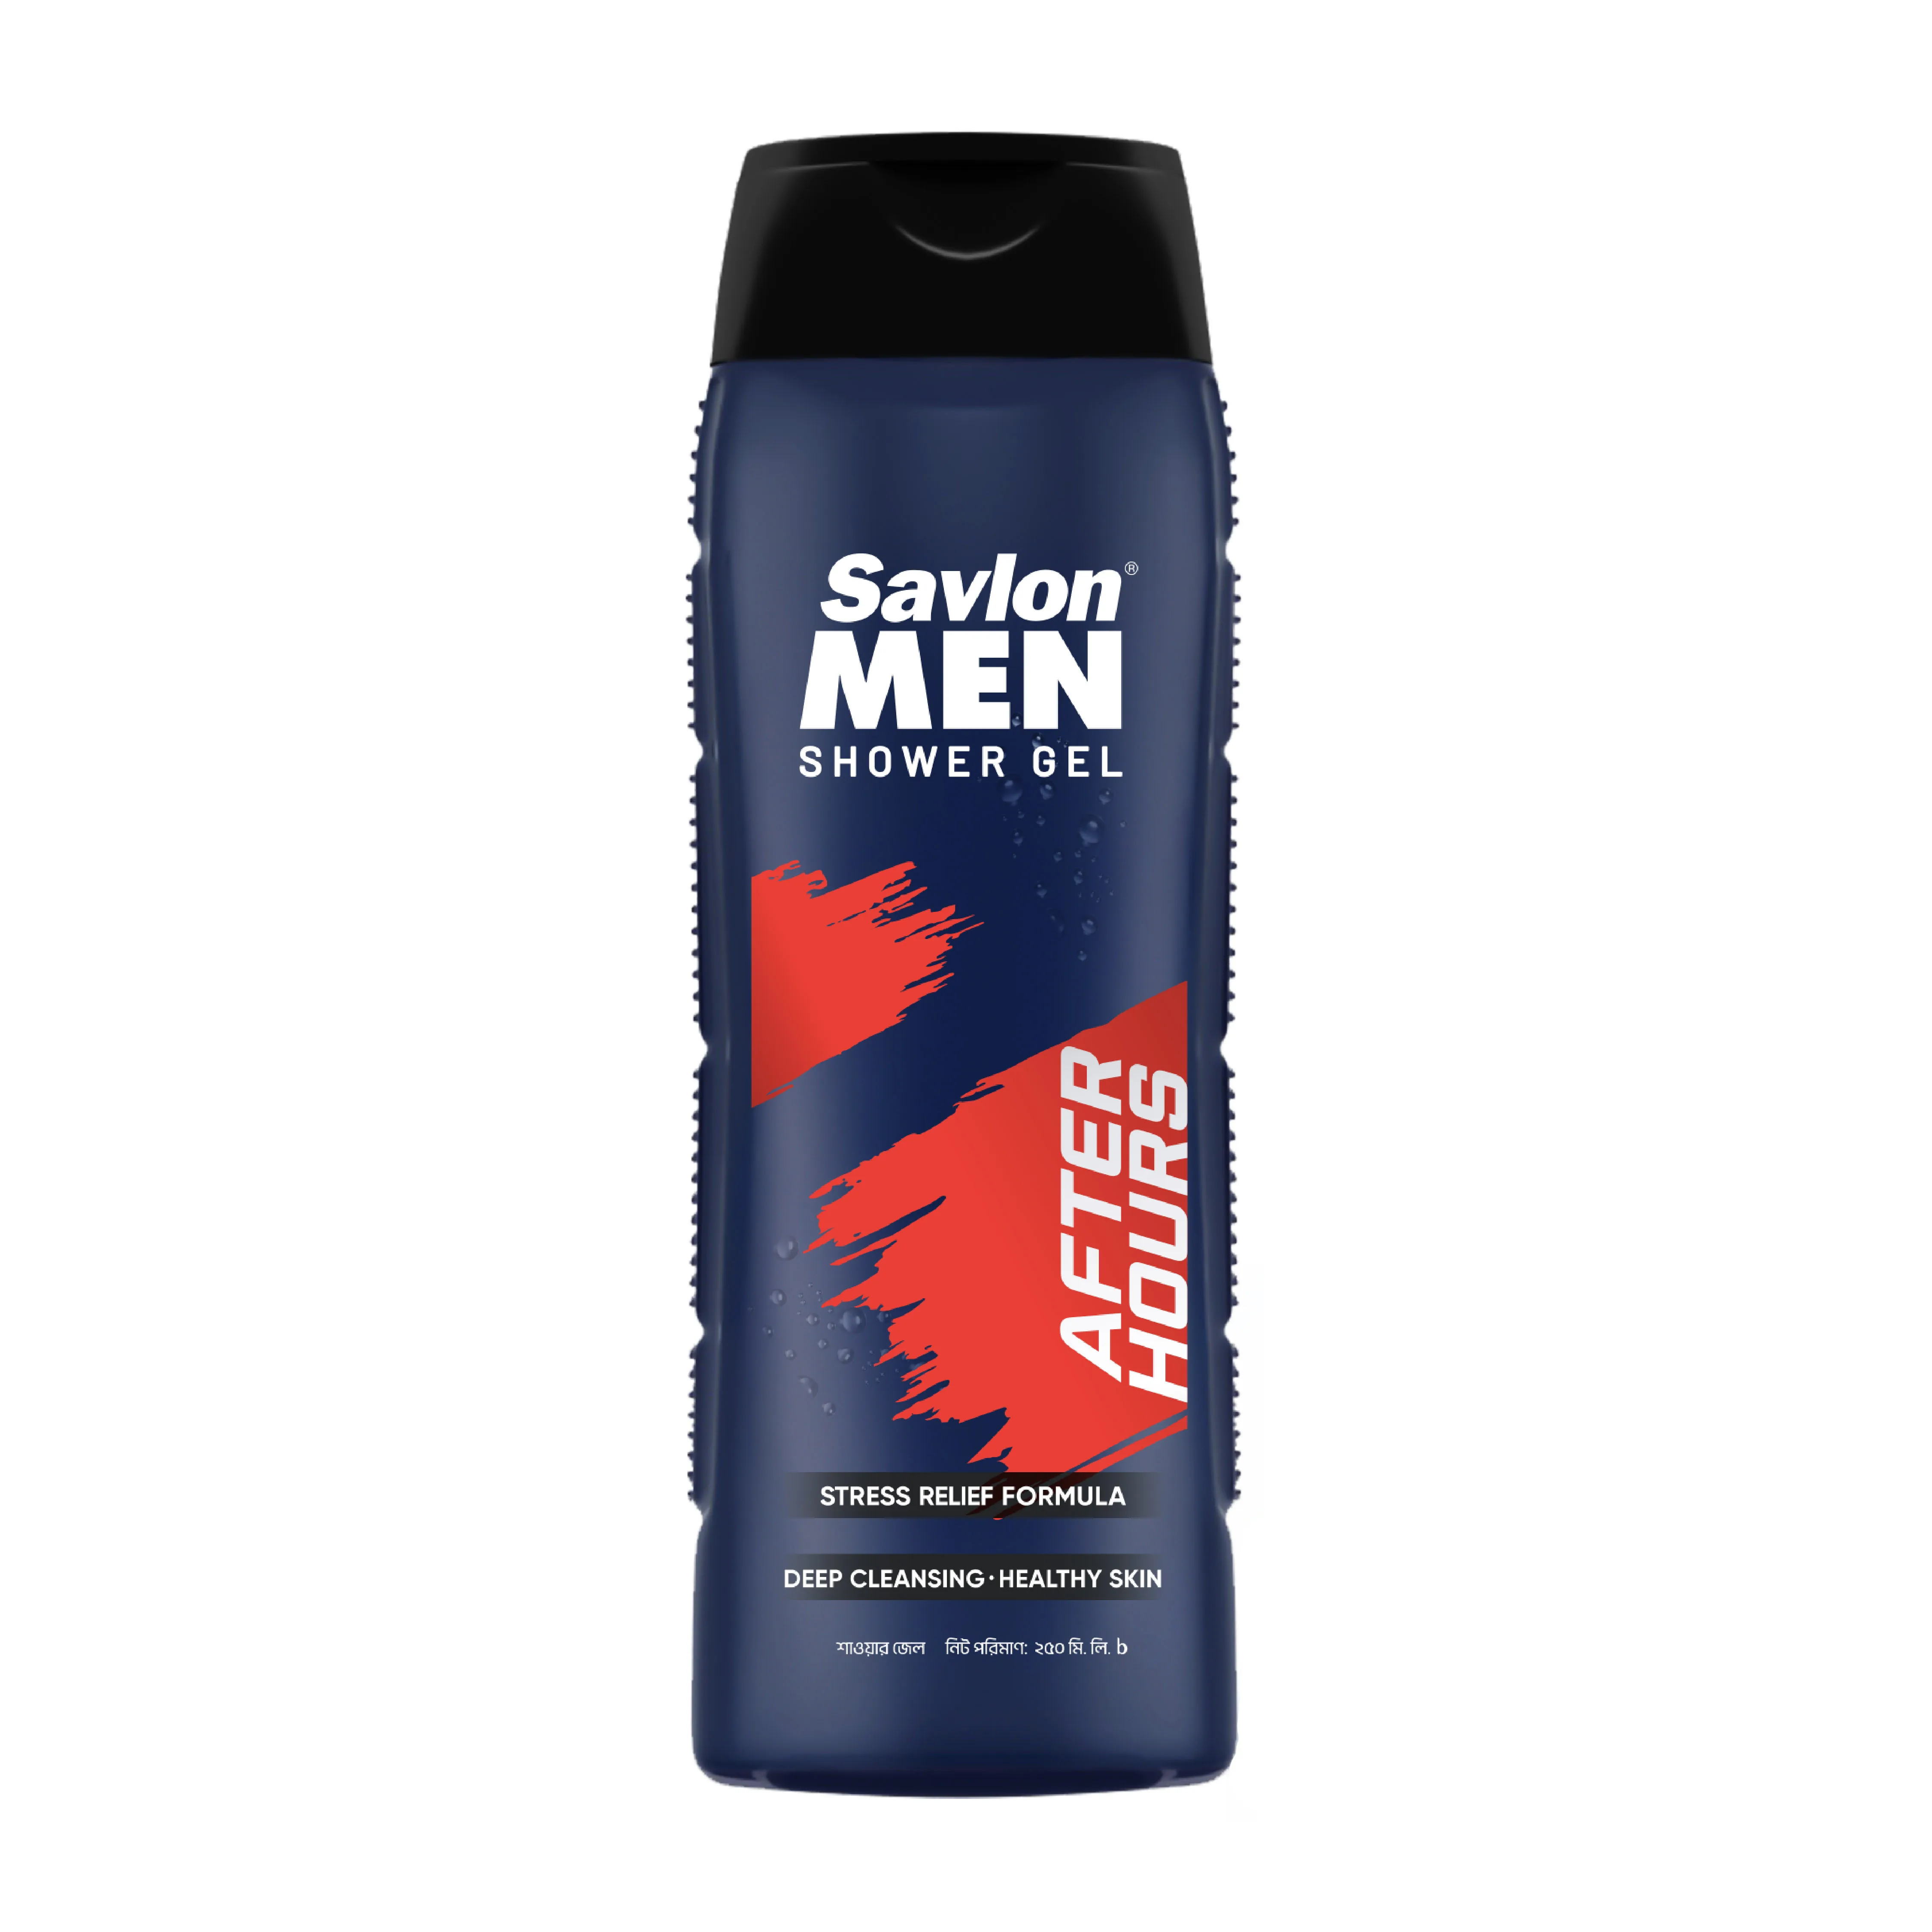 Savlon®
MEN
SHOWER GEL
AFTER
HOURS
STRESS RELIEF FORMULA
DEEP CLEANSING · HEALTHY SKIN
শাওয়ার জেল নিট পরিমাণ: ২৫০ মি. লি. b